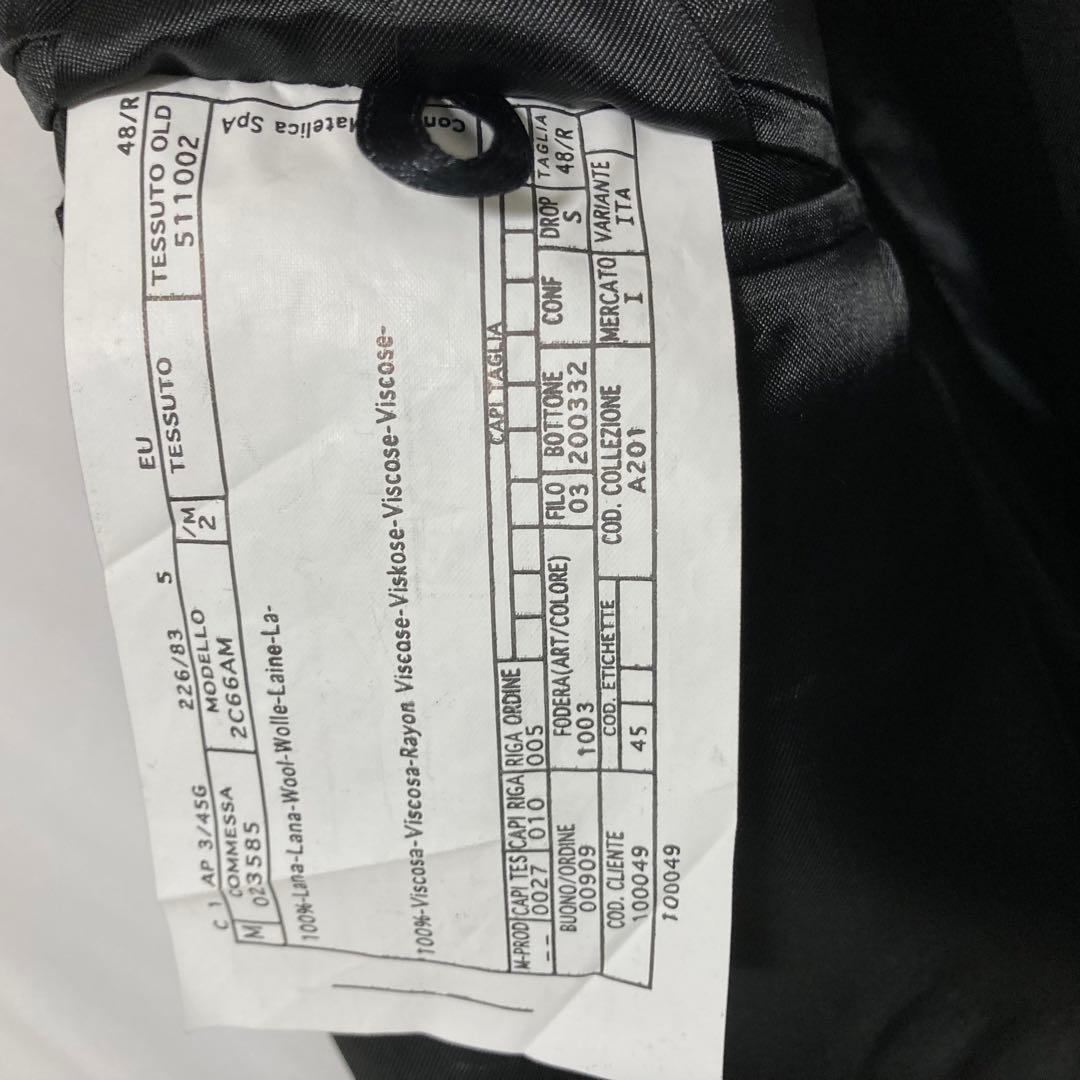 EU 48/R
C 1 AP 3/45G 226/83 5
COMMESSA MODELLO /M TESSUTO TESSUTO OLD
M 023585 2C66AM 2 511002
Matelica SpA
100%-Lana-Lana-Wool-Wolle-Laine-La-
100%-Viscosa-Viscosa-Rayon Viscose-Viskose-Viscose-Viscose-
CAPI TAGLIA
M-PROD CAPI TES CAPI RIGA RIGA ORDINE
-- 0027 010 005
BUONO/ORDINE FODERA(ART/COLORE) FILO BOTTONE CONF DROP TAGLIA
00909 1003 03 200332 S 48/R
COD. CLIENTE COD. ETICHETTE COD. COLLEZIONE MERCATO VARIANTE
100049 45 A201 I ITA
100049